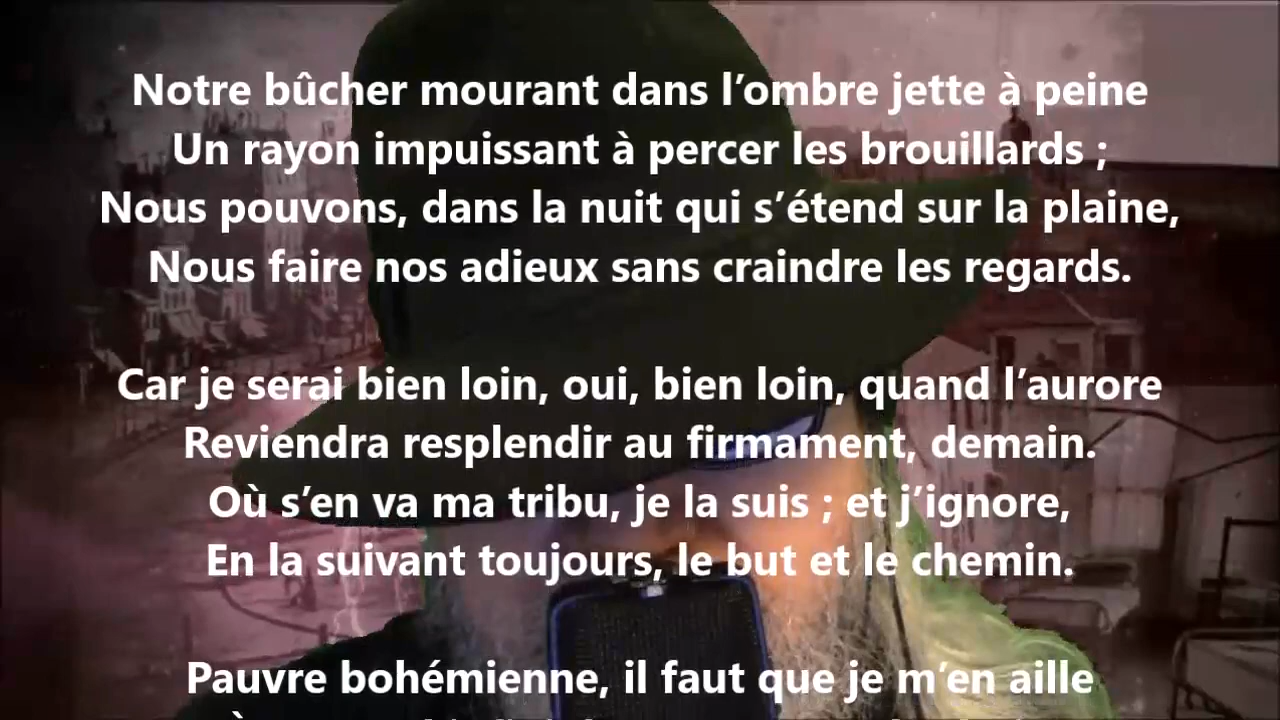 Notre bûcher mourant dans l’ombre jette à peine
Un rayon impuissant à percer les brouillards ;
Nous pouvons, dans la nuit qui s’étend sur la plaine,
Nous faire nos adieux sans craindre les regards.
Car je serai bien loin, oui, bien loin, quand l’aurore
Reviendra resplendir au firmament, demain.
Où s’en va ma tribu, je la suis ; et j’ignore,
En la suivant toujours, le but et le chemin.
Pauvre bohémienne, il faut que je m’en aille